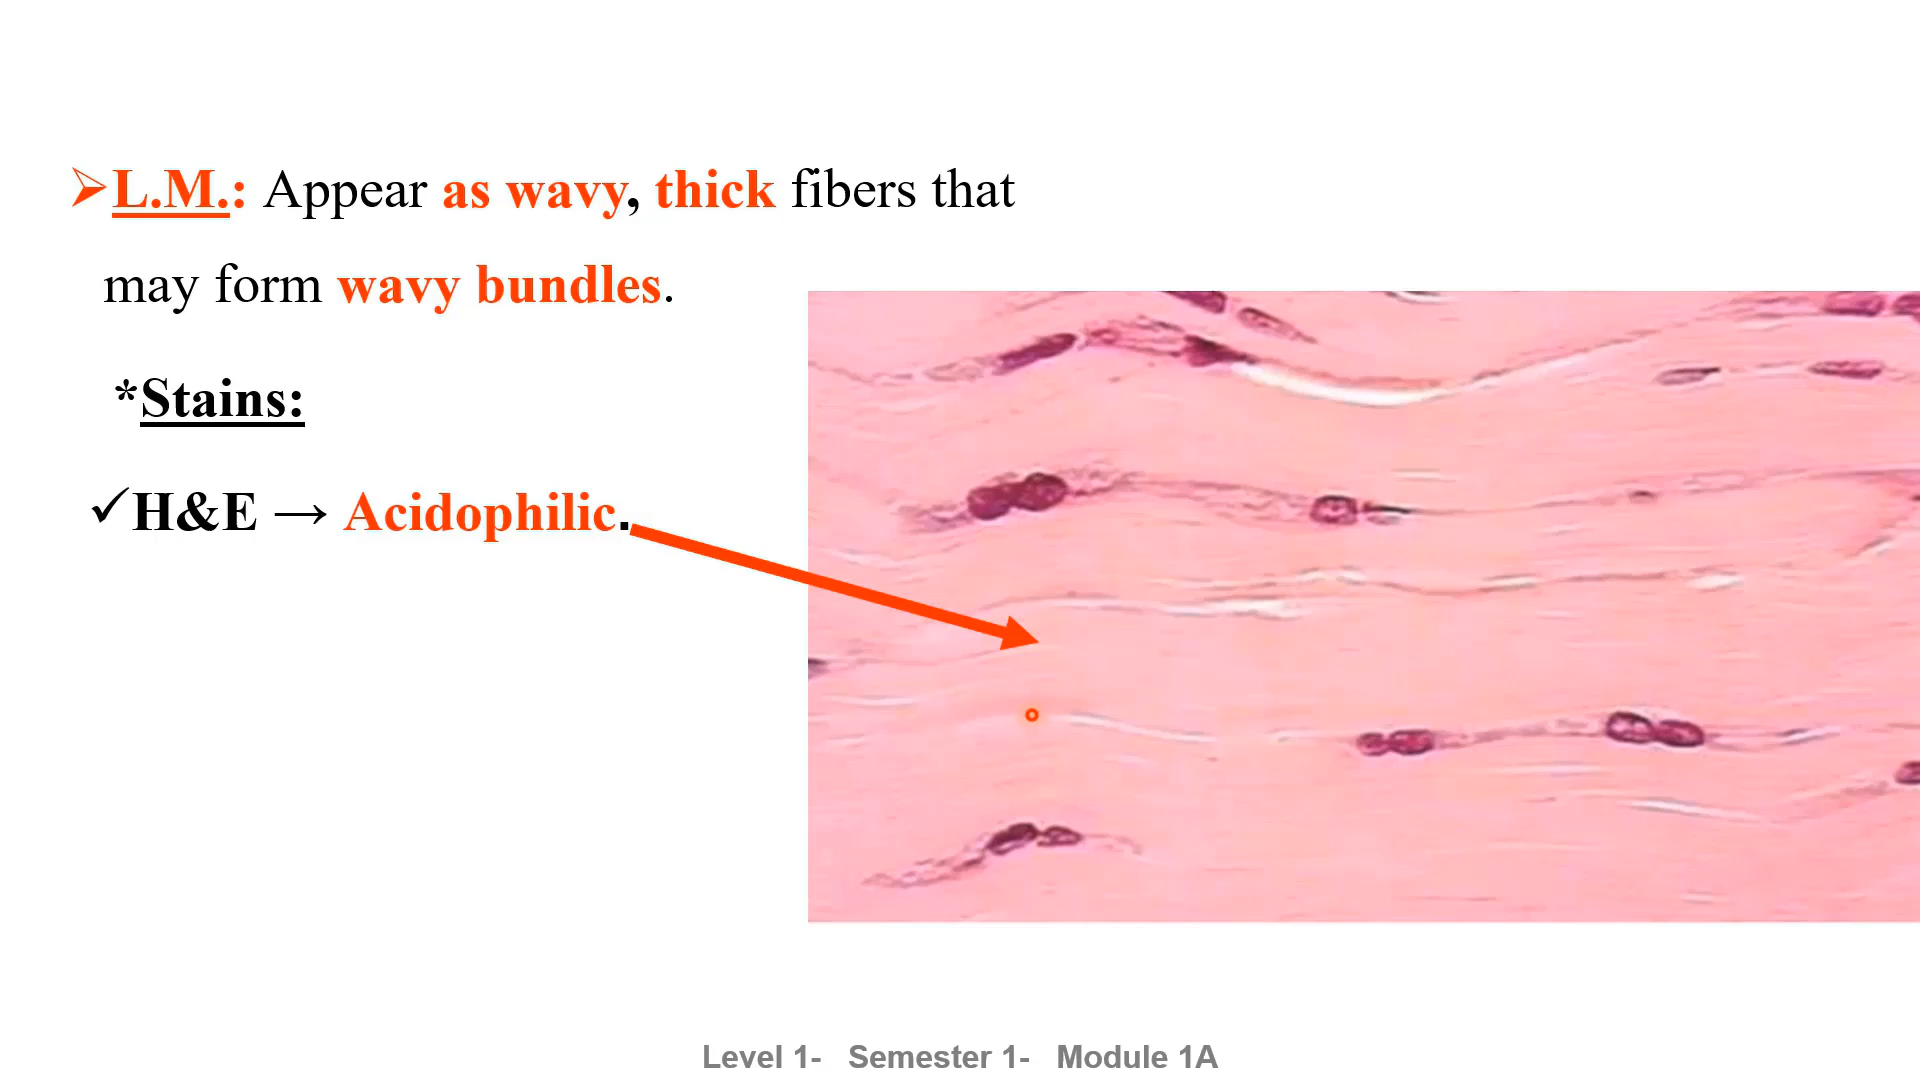 ➢L.M.: Appear as wavy, thick fibers that
may form wavy bundles.
*Stains:
✓H&E → Acidophilic.
Level 1- Semester 1- Module 1A